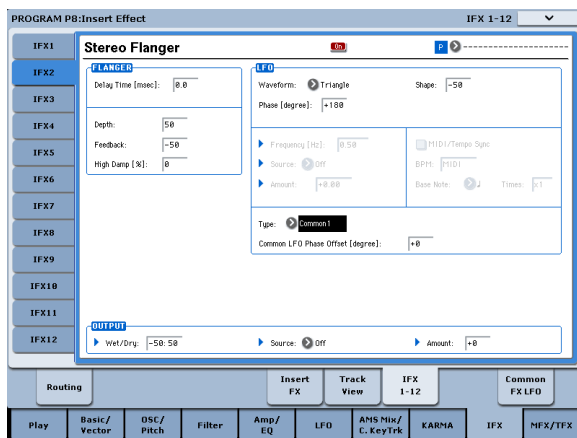 PROGRAM P8:Insert Effect IFX 1-12
IFX1
IFX2
IFX3
IFX4
IFX5
IFX6
IFX7
IFX8
IFX9
IFX10
IFX11
IFX12
Stereo Flanger On P
FLANGER
Delay Time [msec]: 0.0
Depth: 50
Feedback: -50
High Damp [%]: 0
LFO
Waveform: Triangle Shape: -50
Phase [degree]: +180
Frequency [Hz]: 0.50
Source: Off
Amount: +0.00
MIDI/Tempo Sync
BPM: MIDI
Base Note: ♩ Times: x1
Type: Common1
Common LFO Phase Offset [degree]: +0
OUTPUT
Wet/Dry: -50:50 Source: Off Amount: +0
Routing
Insert FX
Track View
IFX 1-12
Common FX LFO
Play
Basic/ Vector
OSC/ Pitch
Filter
Amp/ EQ
LFO
AMS Mix/ C. KeyTrk
KARMA
IFX
MFX/TFX